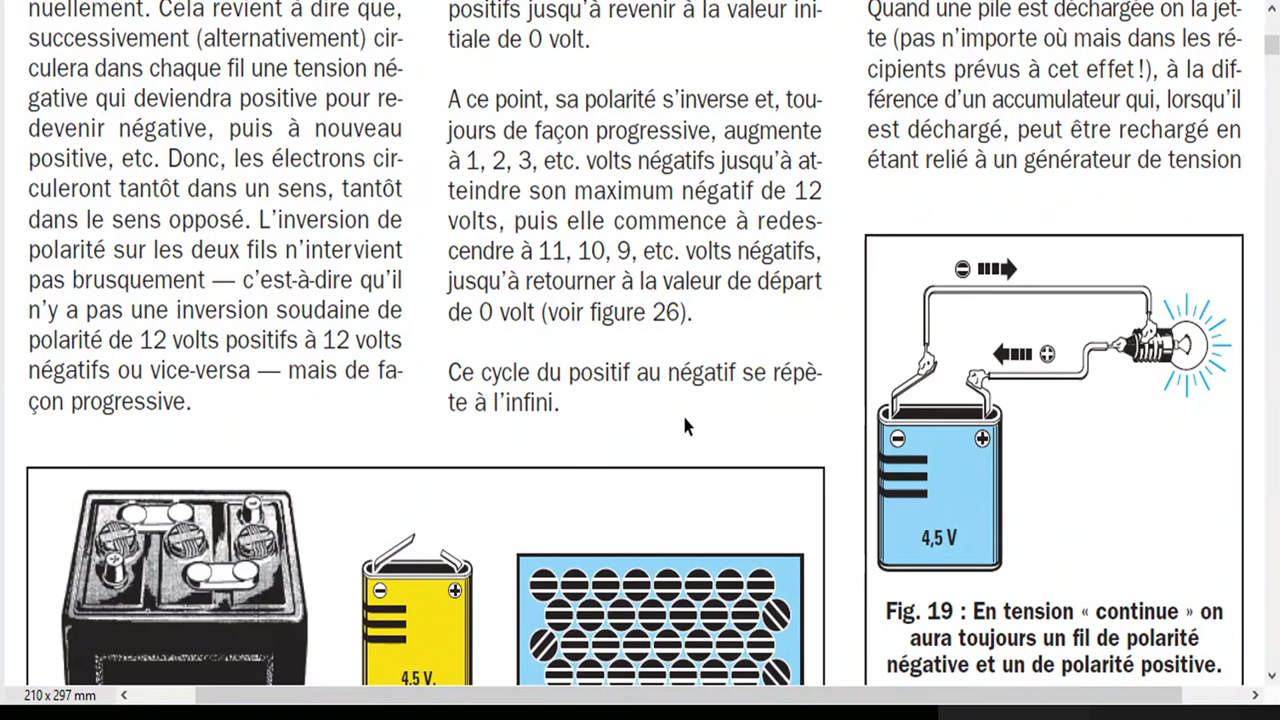 nuellement. Cela revient à dire que,
successivement (alternativement) cir-
culera dans chaque fil une tension né-
gative qui deviendra positive pour re-
devenir négative, puis à nouveau
positive, etc. Donc, les électrons cir-
culeront tantôt dans un sens, tantôt
dans le sens opposé. L'inversion de
polarité sur les deux fils n'intervient
pas brusquement — c'est-à-dire qu'il
n'y a pas une inversion soudaine de
polarité de 12 volts positifs à 12 volts
négatifs ou vice-versa — mais de fa-
çon progressive.
positifs jusqu'à revenir à la valeur ini-
tiale de 0 volt.
A ce point, sa polarité s'inverse et, tou-
jours de façon progressive, augmente
à 1, 2, 3, etc. volts négatifs jusqu'à at-
teindre son maximum négatif de 12
volts, puis elle commence à redes-
cendre à 11, 10, 9, etc. volts négatifs,
jusqu'à retourner à la valeur de départ
de 0 volt (voir figure 26).
Ce cycle du positif au négatif se répè-
te à l'infini.
Quand une pile est déchargée on la jet-
te (pas n'importe où mais dans les ré-
cipients prévus à cet effet !), à la dif-
férence d'un accumulateur qui, lorsqu'il
est déchargé, peut être rechargé en
étant relié à un générateur de tension
4,5 V
Fig. 19 : En tension « continue » on
aura toujours un fil de polarité
négative et un de polarité positive.
4,5 V.
210 x 297 mm